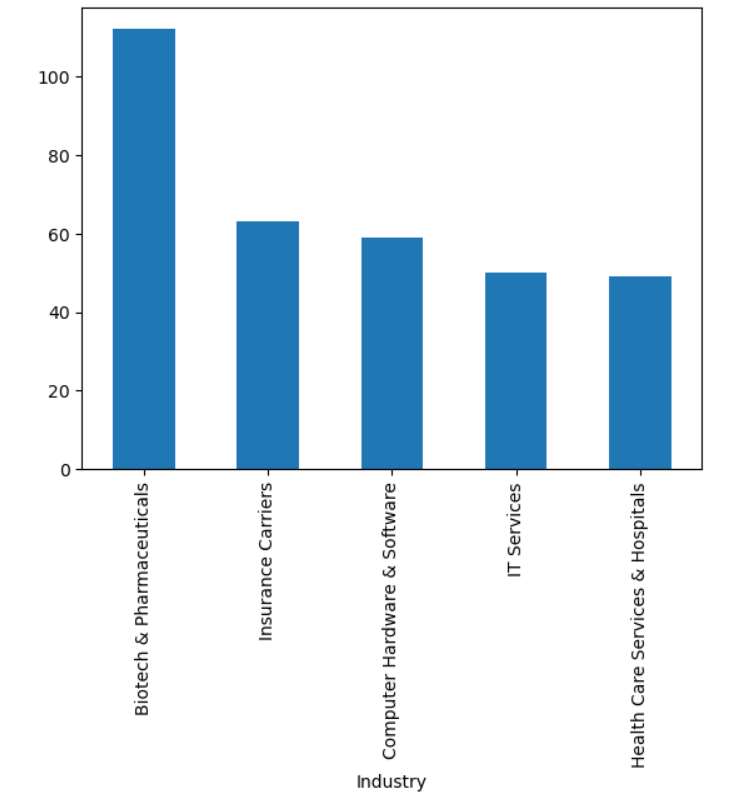 100
80
60
40
20
0
Biotech & Pharmaceuticals
Insurance Carriers
Computer Hardware & Software
IT Services
Health Care Services & Hospitals
Industry